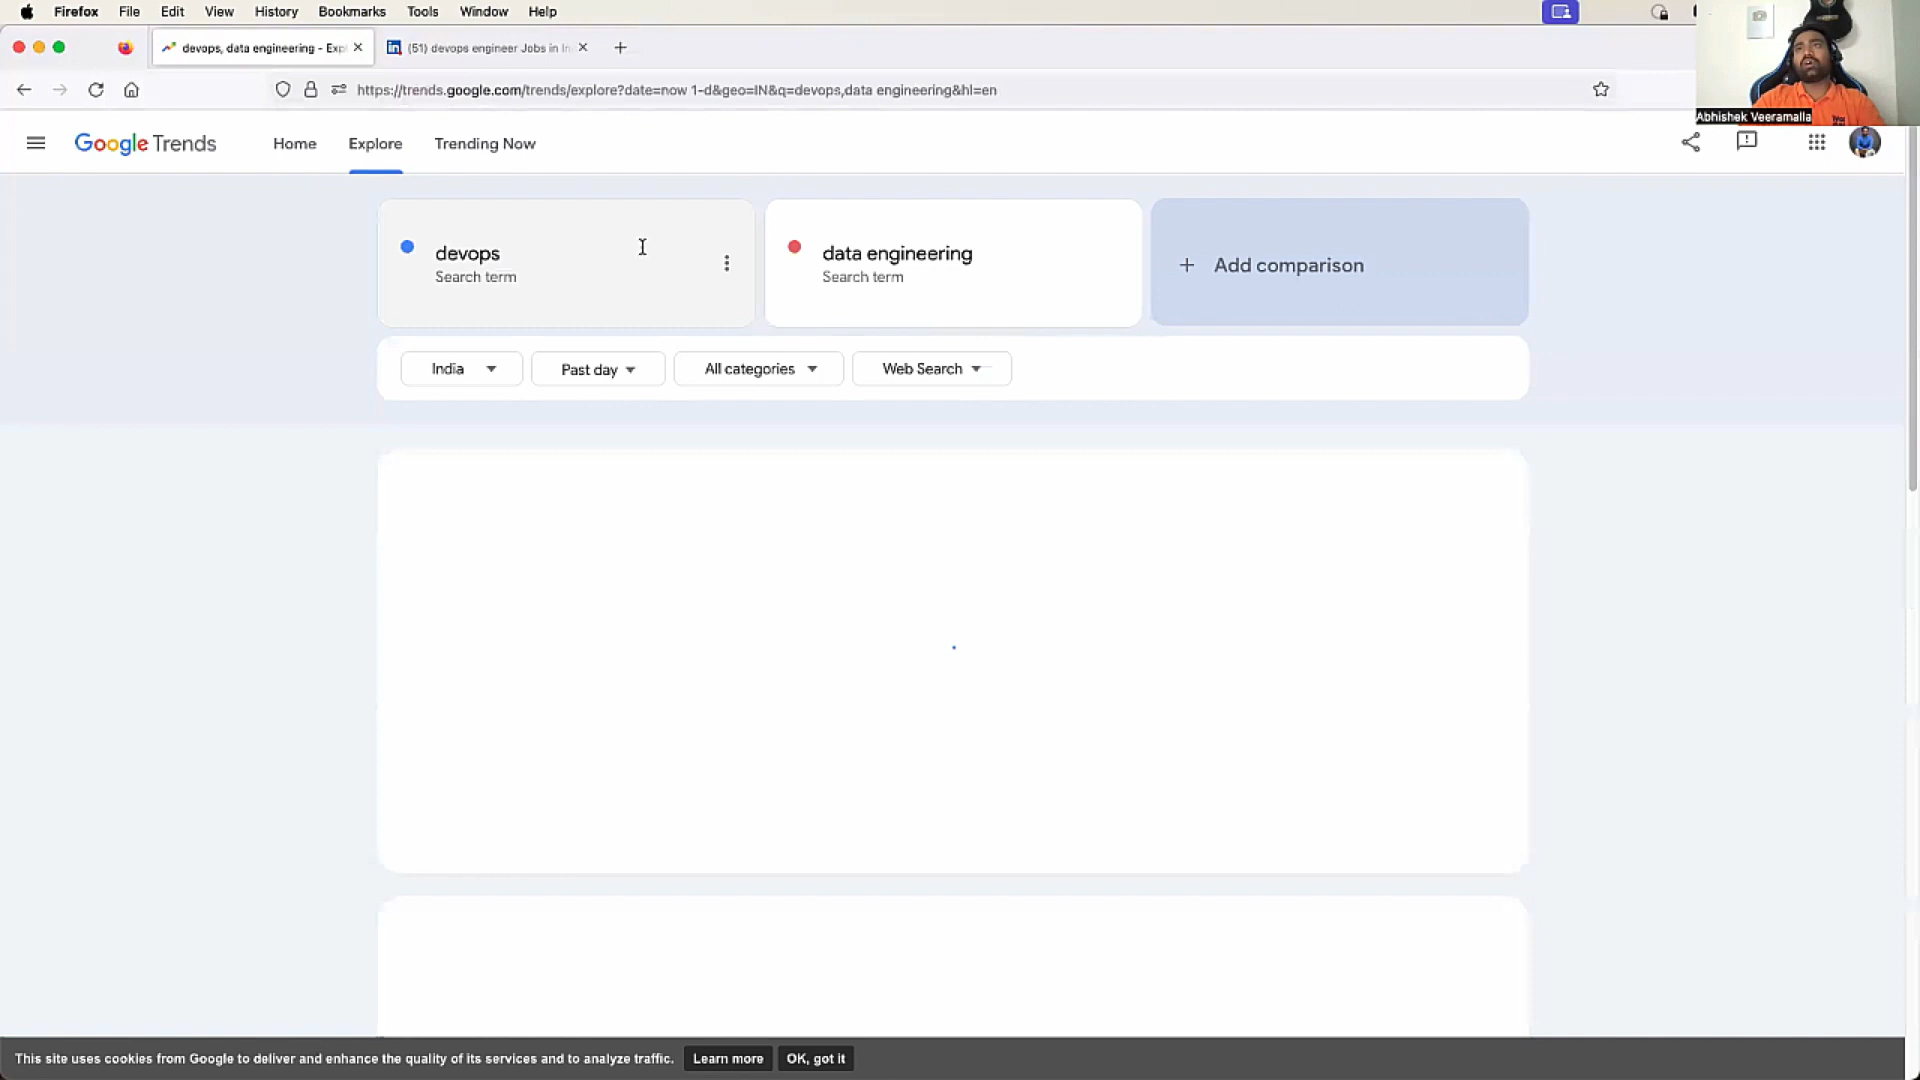 Firefox File Edit View History Bookmarks Tools Window Help
devops, data engineering - Exp
(51) devops engineer Jobs in In
https://trends.google.com/trends/explore?date=now 1-d&geo=IN&q=devops,data engineering&hl=en
Abhishek Veeramalla
Google Trends
Home Explore Trending Now
devops
Search term
data engineering
Search term
+ Add comparison
India Past day All categories Web Search
This site uses cookies from Google to deliver and enhance the quality of its services and to analyze traffic. Learn more OK, got it